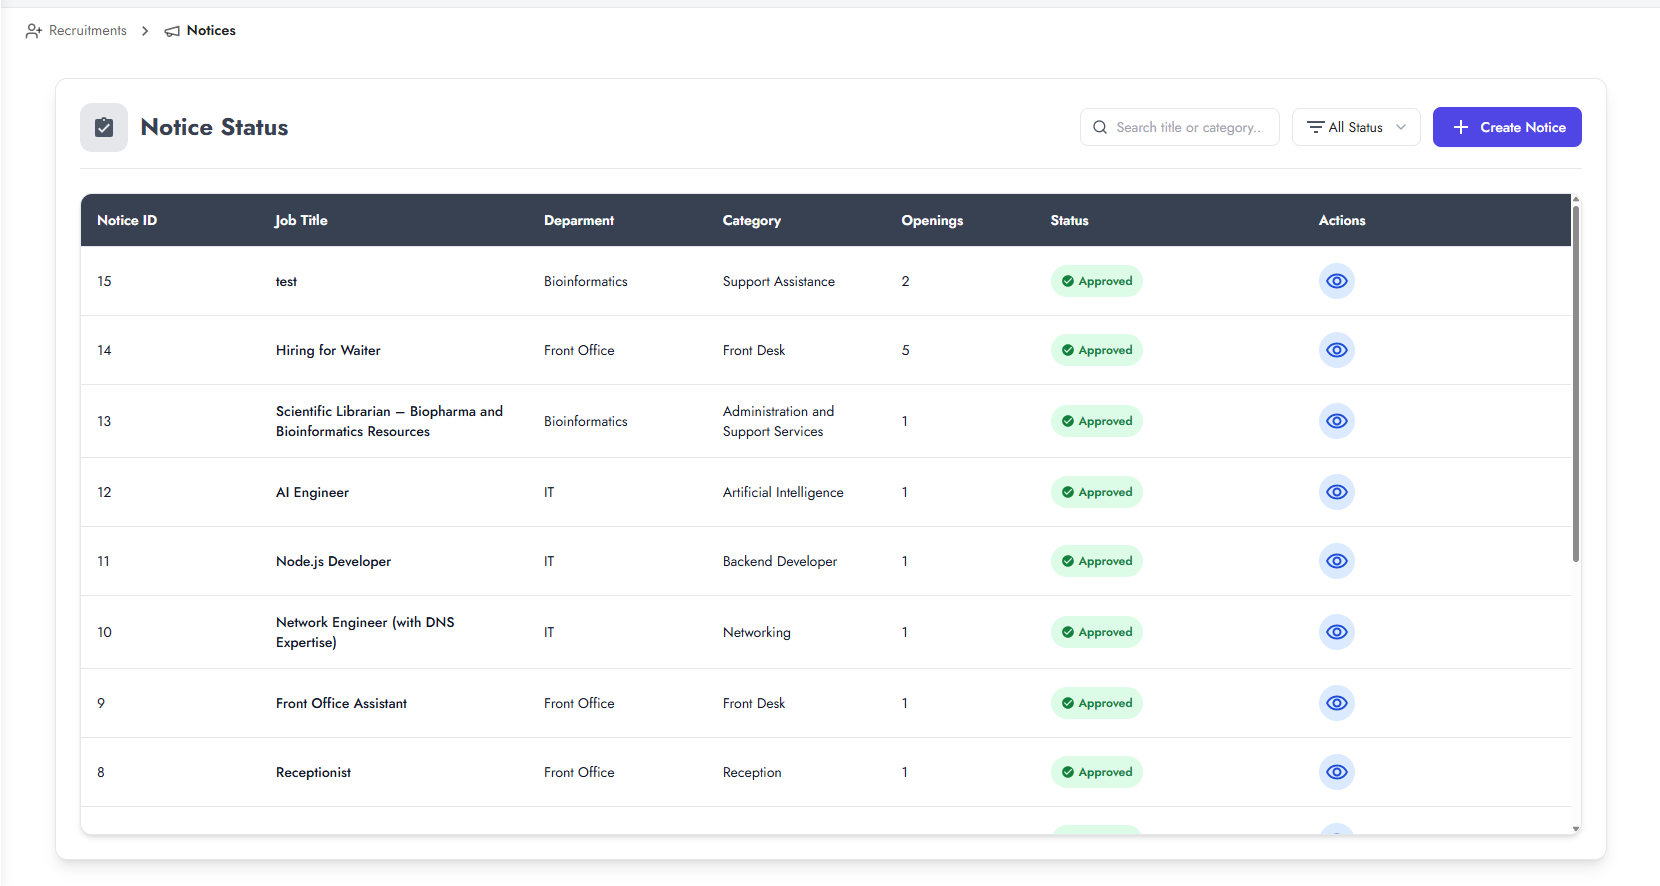 Recruitments > Notices
Notice Status
Search title or category..
All Status
Create Notice
Notice ID Job Title Deparment Category Openings Status Actions
15 test Bioinformatics Support Assistance 2 Approved
14 Hiring for Waiter Front Office Front Desk 5 Approved
Scientific Librarian – Biopharma and Administration and
13 Bioinformatics 1 Approved
Bioinformatics Resources Support Services
12 AI Engineer IT Artificial Intelligence 1 Approved
11 Node.js Developer IT Backend Developer 1 Approved
Network Engineer (with DNS
10 IT Networking 1 Approved
Expertise)
9 Front Office Assistant Front Office Front Desk 1 Approved
8 Receptionist Front Office Reception 1 Approved